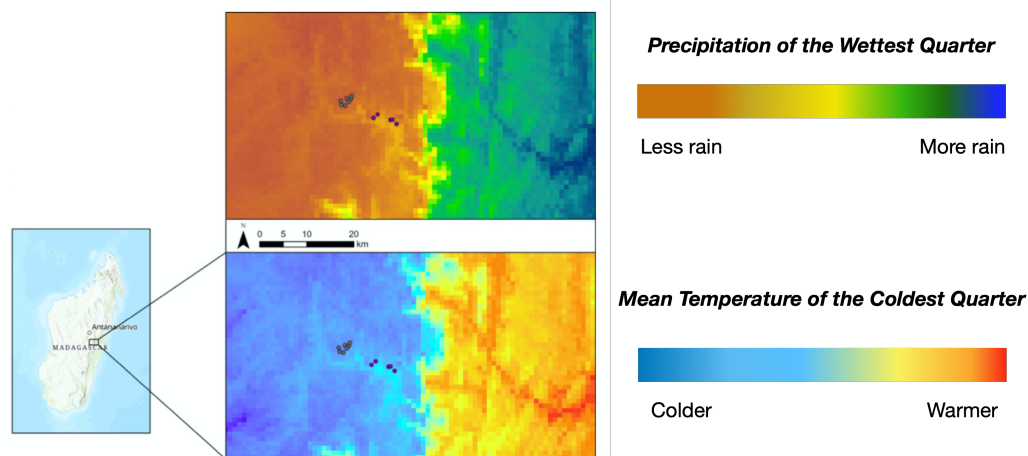 Precipitation of the Wettest Quarter
Less rain More rain
N
0 5 10 20
km
Antananarivo
MADAGASCAR
Mean Temperature of the Coldest Quarter
Colder Warmer